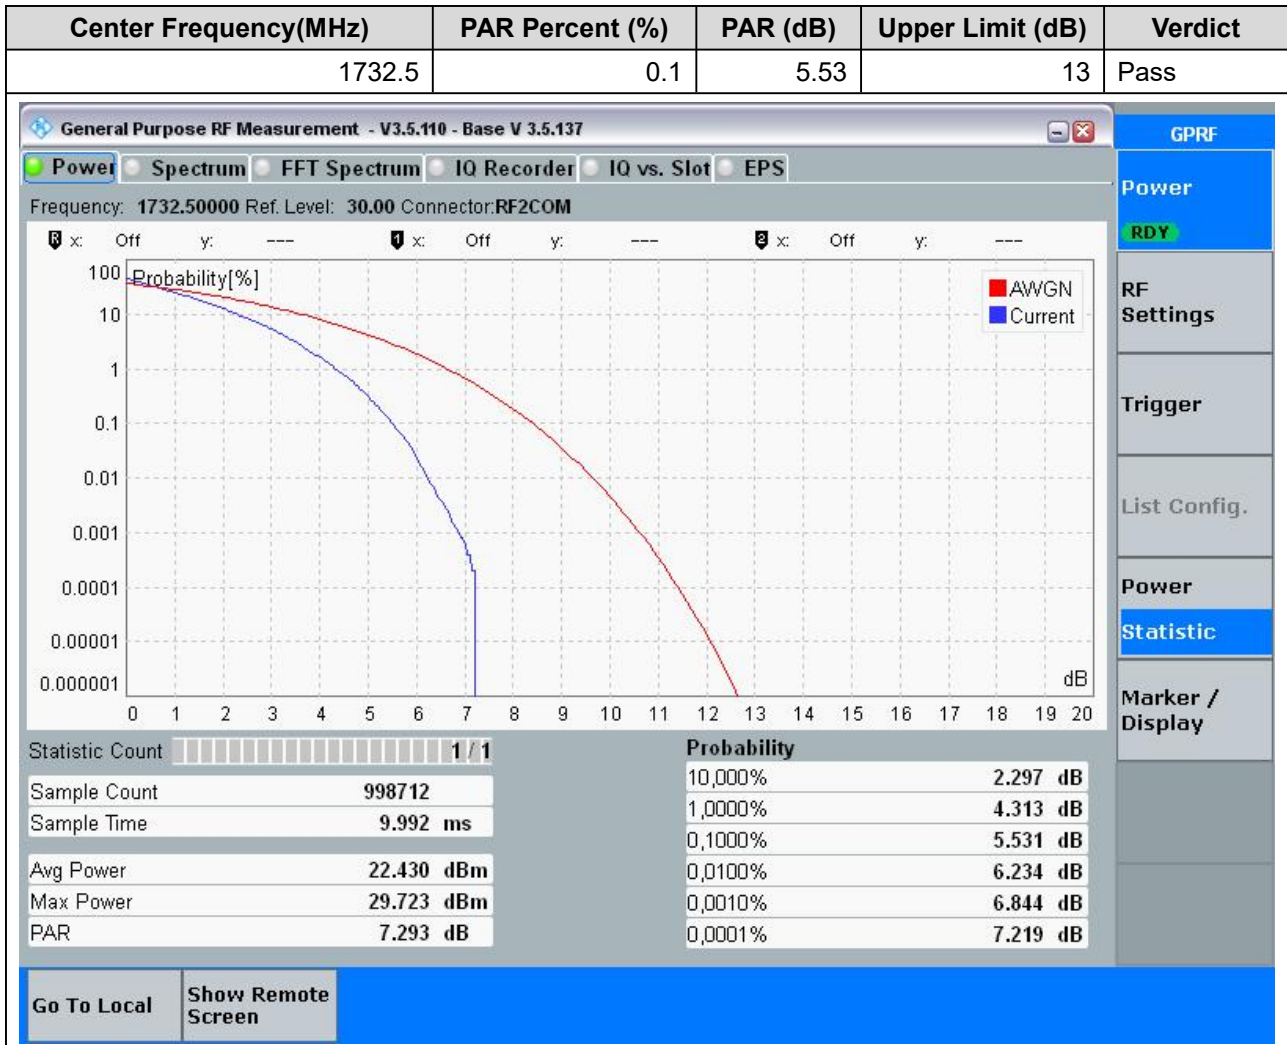 Center Frequency(MHz) PAR Percent (%) PAR (dB) Upper Limit (dB) Verdict
1732.5 0.1 5.53 13 Pass
General Purpose RF Measurement - V3.5.110 - Base V 3.5.137
GPRF
Power Spectrum FFT Spectrum IQ Recorder IQ vs. Slot EPS
Power
RDY
Frequency: 1732.50000 Ref. Level: 30.00 Connector:RF2COM
R x: Off y: --- 1 x: Off y: --- 2 x: Off y: ---
Probability[%]
AWGN
Current
100
10
1
0.1
0.01
0.001
0.0001
0.00001
0.000001
dB
0 1 2 3 4 5 6 7 8 9 10 11 12 13 14 15 16 17 18 19 20
RF
Settings
Trigger
List Config.
Power
Statistic
Marker /
Display
Statistic Count 1 / 1
Sample Count 998712
Sample Time 9.992 ms
Avg Power 22.430 dBm
Max Power 29.723 dBm
PAR 7.293 dB
Probability
10,000% 2.297 dB
1,0000% 4.313 dB
0,1000% 5.531 dB
0,0100% 6.234 dB
0,0010% 6.844 dB
0,0001% 7.219 dB
Go To Local
Show Remote
Screen